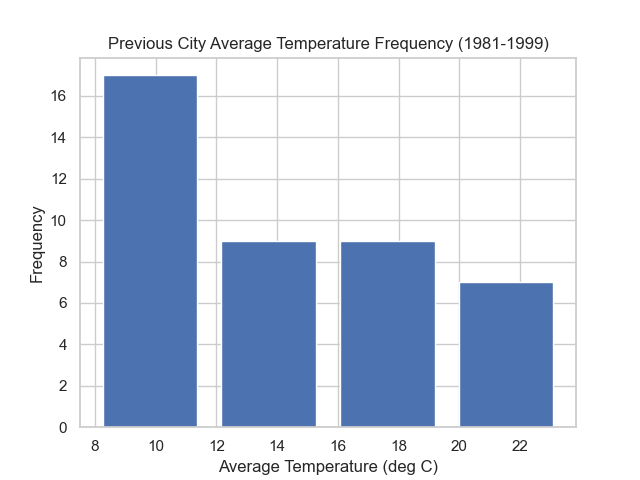 Previous City Average Temperature Frequency (1981-1999)
16
14
12
10
8
6
4
2
0
Frequency
8 10 12 14 16 18 20 22
Average Temperature (deg C)